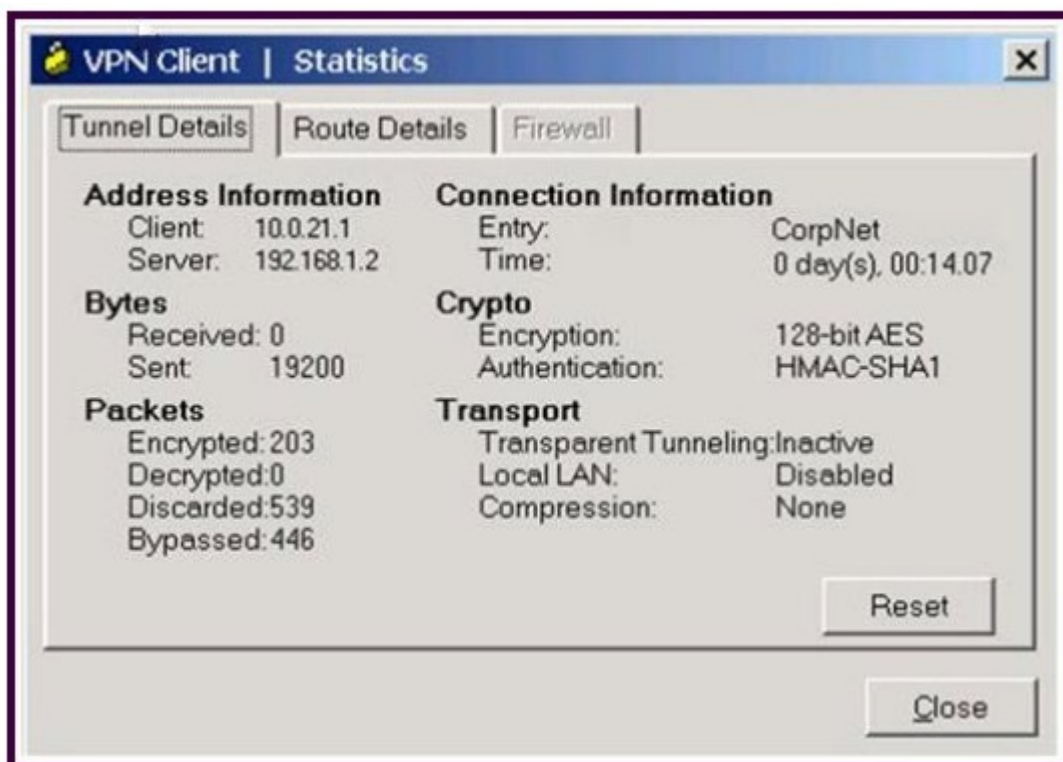 VPN Client | Statistics
Tunnel Details
Route Details
Firewall
Address Information
Client: 10.0.21.1
Server: 192.168.1.2
Bytes
Received: 0
Sent: 19200
Packets
Encrypted: 203
Decrypted: 0
Discarded: 539
Bypassed: 446
Connection Information
Entry: CorpNet
Time: 0 day(s), 00:14.07
Crypto
Encryption: 128-bit AES
Authentication: HMAC-SHA1
Transport
Transparent Tunneling: Inactive
Local LAN: Disabled
Compression: None
Reset
Close